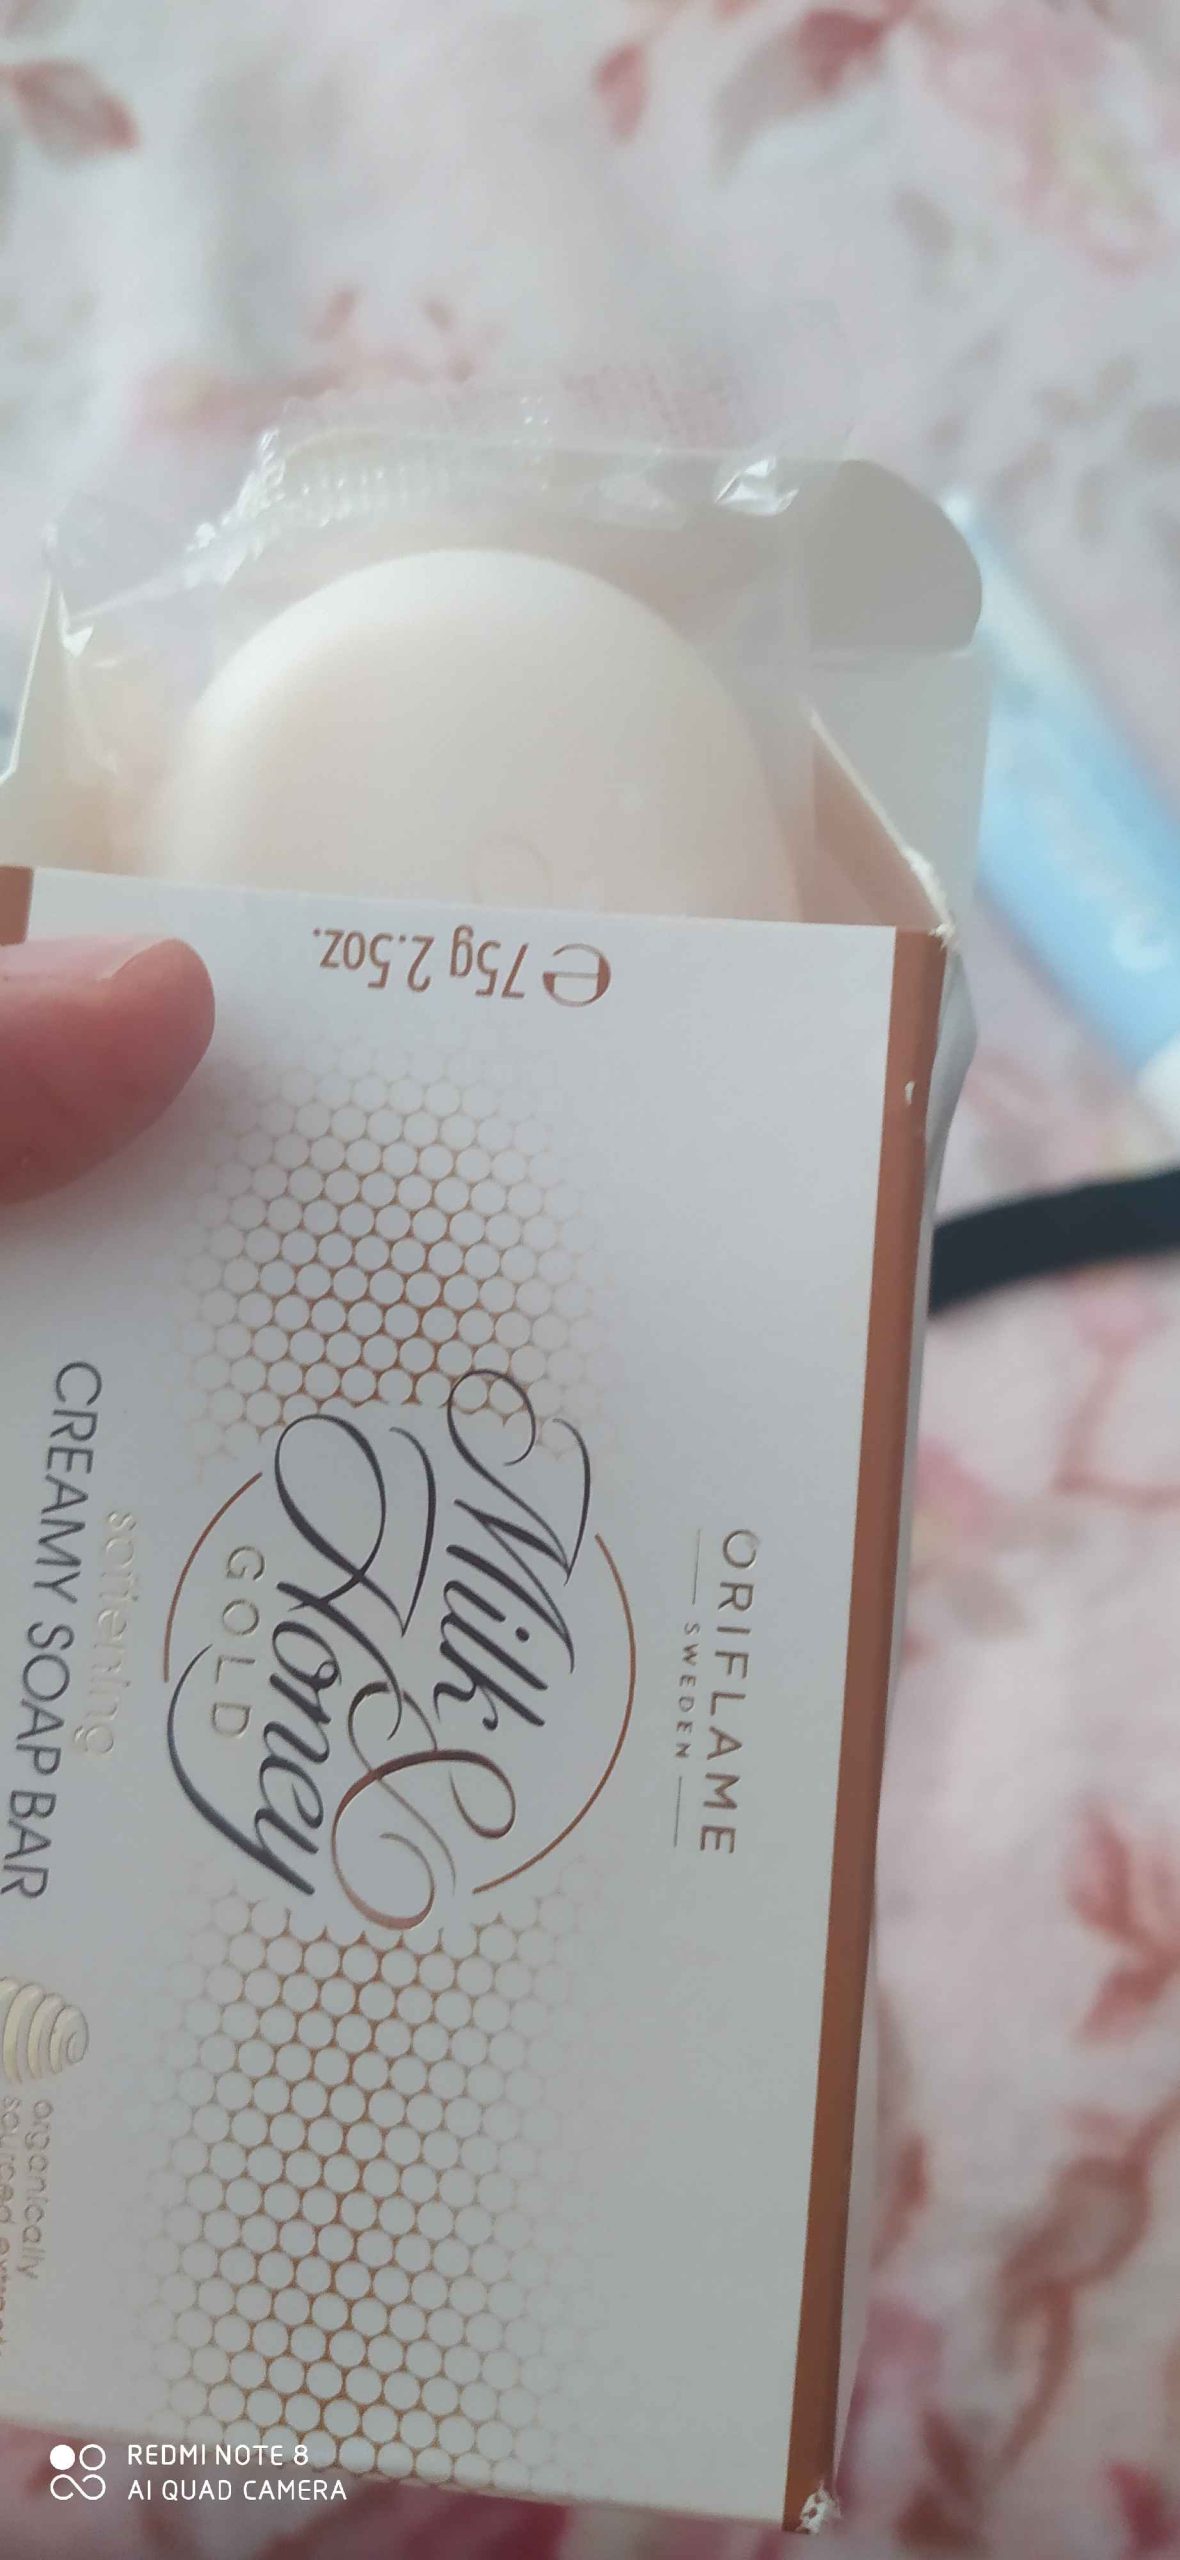 ORIFLAME
SWEDEN
Milk &
Honey
GOLD
softening
CREAMY SOAP BAR
organically
sourced
e 75g 2.5oz.
REDMI NOTE 8
AI QUAD CAMERA